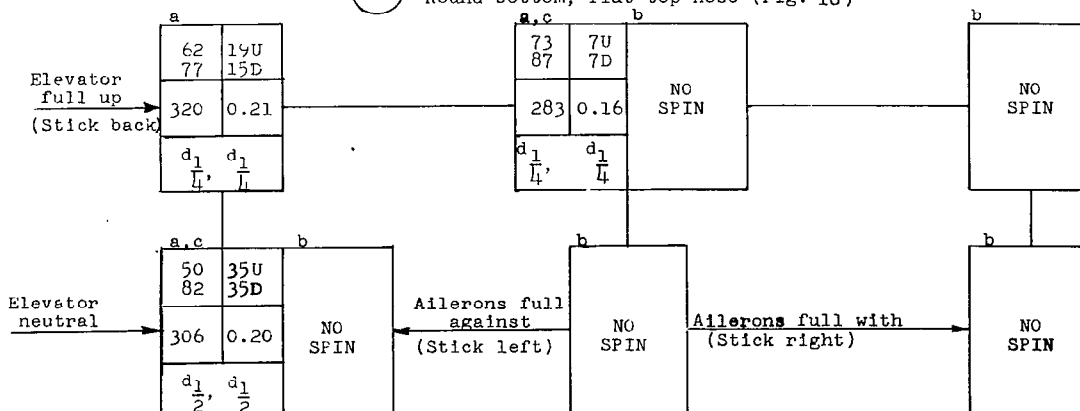 Round bottom, flat top nose (Fig. 18)
a
a,c
b
b
62 19U
77 15D
73 7U
87 7D
NO
SPIN
NO
SPIN
Elevator
full up
(Stick back)
320 0.21
283 0.16
d1/4, d1/4
d1/4, d1/4
a,c
b
b
b
50 35U
82 35D
Elevator
neutral
306 0.20
NO
SPIN
Ailerons full
against
(Stick left)
NO
SPIN
Ailerons full with
(Stick right)
NO
SPIN
d1/2, d1/2